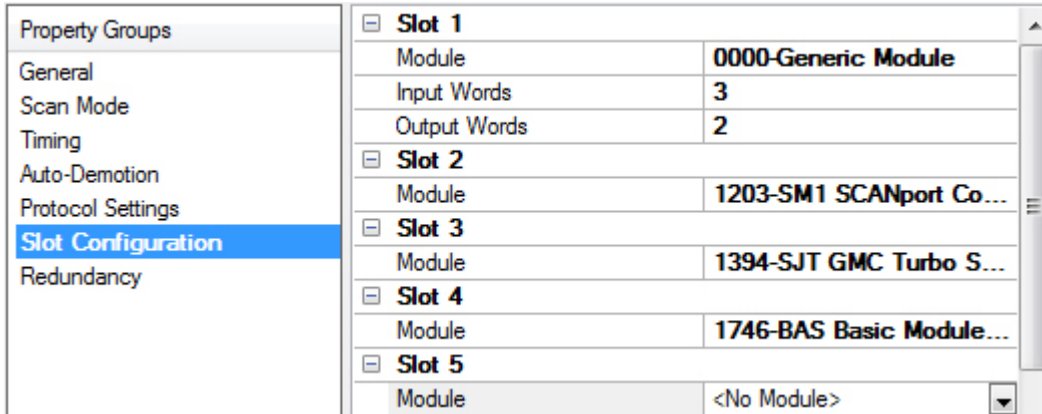 Property Groups
General
Scan Mode
Timing
Auto-Demotion
Protocol Settings
Slot Configuration
Redundancy
Slot 1
Module 0000-Generic Module
Input Words 3
Output Words 2
Slot 2
Module 1203-SM1 SCANport Co...
Slot 3
Module 1394-SJT GMC Turbo S...
Slot 4
Module 1746-BAS Basic Module...
Slot 5
Module <No Module>